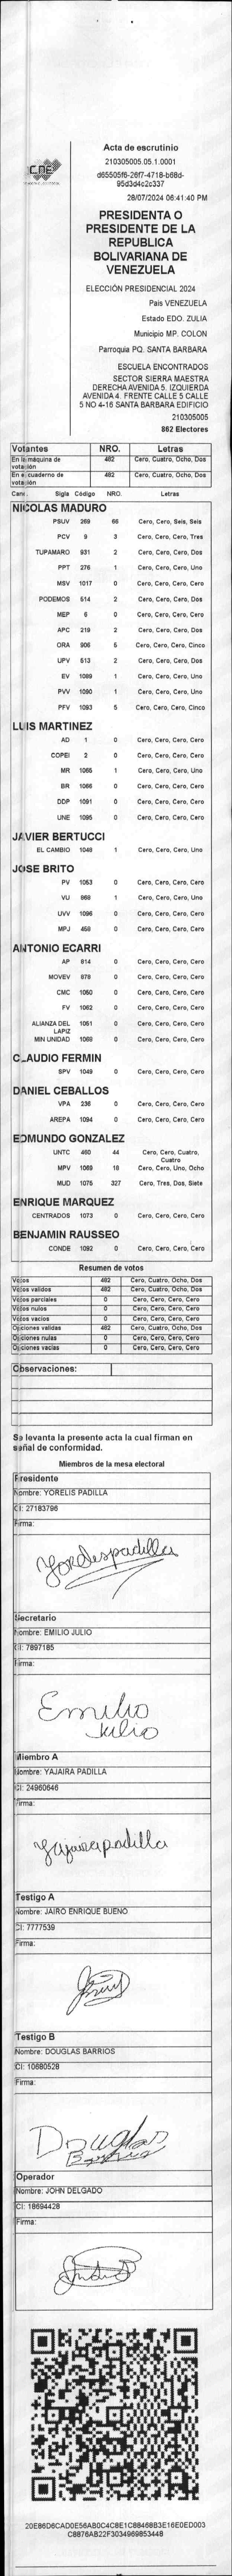 CNE
Acta de escrutinio
210305005.05.1.0001
d65505f6-26f7-4718-b68d-
95d3d4c2c337
28/07/2024 06:41:40 PM
PRESIDENTA O
PRESIDENTE DE LA
REPUBLICA
BOLIVARIANA DE
VENEZUELA
ELECCIÓN PRESIDENCIAL 2024
Pais VENEZUELA
Estado EDO. ZULIA
Municipio MP. COLON
Parroquia PQ. SANTA BARBARA
ESCUELA ENCONTRADOS
SECTOR SIERRA MAESTRA
DERECHA AVENIDA 5. IZQUIERDA
AVENIDA 4. FRENTE CALLE 5 CALLE
5 NO 4-16 SANTA BARBARA EDIFICIO
210305005
862 Electores
Votantes NRO. Letras
En la máquina de votación 482 Cero, Cuatro, Ocho, Dos
En el cuaderno de votación 482 Cero, Cuatro, Ocho, Dos
Cand. Sigla Código NRO. Letras
NICOLAS MADURO
PSUV 269 66 Cero, Cero, Seis, Seis
PCV 9 3 Cero, Cero, Cero, Tres
TUPAMARO 931 2 Cero, Cero, Cero, Dos
PPT 276 1 Cero, Cero, Cero, Uno
MSV 1017 0 Cero, Cero, Cero, Cero
PODEMOS 514 2 Cero, Cero, Cero, Dos
MEP 6 0 Cero, Cero, Cero, Cero
APC 219 2 Cero, Cero, Cero, Dos
ORA 906 5 Cero, Cero, Cero, Cinco
UPV 513 2 Cero, Cero, Cero, Dos
EV 1089 1 Cero, Cero, Cero, Uno
PVV 1090 1 Cero, Cero, Cero, Uno
PFV 1093 5 Cero, Cero, Cero, Cinco
LUIS MARTINEZ
AD 1 0 Cero, Cero, Cero, Cero
COPEI 2 0 Cero, Cero, Cero, Cero
MR 1065 1 Cero, Cero, Cero, Uno
BR 1066 0 Cero, Cero, Cero, Cero
DDP 1091 0 Cero, Cero, Cero, Cero
UNE 1095 0 Cero, Cero, Cero, Cero
JAVIER BERTUCCI
EL CAMBIO 1048 1 Cero, Cero, Cero, Uno
JOSE BRITO
PV 1053 0 Cero, Cero, Cero, Cero
VU 868 1 Cero, Cero, Cero, Uno
UVV 1096 0 Cero, Cero, Cero, Cero
MPJ 458 0 Cero, Cero, Cero, Cero
ANTONIO ECARRI
AP 814 0 Cero, Cero, Cero, Cero
MOVEV 678 0 Cero, Cero, Cero, Cero
CMC 1050 0 Cero, Cero, Cero, Cero
FV 1062 0 Cero, Cero, Cero, Cero
ALIANZA DEL LAPIZ 1051 0 Cero, Cero, Cero, Cero
MIN UNIDAD 1069 0 Cero, Cero, Cero, Cero
CLAUDIO FERMIN
SPV 1049 0 Cero, Cero, Cero, Cero
DANIEL CEBALLOS
VPA 236 0 Cero, Cero, Cero, Cero
AREPA 1094 0 Cero, Cero, Cero, Cero
EDMUNDO GONZALEZ
UNTC 460 44 Cero, Cero, Cuatro, Cuatro
MPV 1069 18 Cero, Cero, Uno, Ocho
MUD 1075 327 Cero, Tres, Dos, Siete
ENRIQUE MARQUEZ
CENTRADOS 1073 0 Cero, Cero, Cero, Cero
BENJAMIN RAUSSEO
CONDE 1092 0 Cero, Cero, Cero, Cero
Resumen de votos
Votos 482 Cero, Cuatro, Ocho, Dos
Votos validos 482 Cero, Cuatro, Ocho, Dos
Votos parciales 0 Cero, Cero, Cero, Cero
Votos nulos 0 Cero, Cero, Cero, Cero
Votos vacios 0 Cero, Cero, Cero, Cero
Opciones validas 482 Cero, Cuatro, Ocho, Dos
Opciones nulas 0 Cero, Cero, Cero, Cero
Opciones vacias 0 Cero, Cero, Cero, Cero
Observaciones:
Se levanta la presente acta la cual firman en
señal de conformidad.
Miembros de la mesa electoral
Presidente
Nombre: YORELIS PADILLA
CI: 27183796
Firma:
Yorelis padilla
Secretario
Nombre: EMILIO JULIO
CI: 7897185
Firma:
Emilio
Julio
Miembro A
Nombre: YAJAIRA PADILLA
CI: 24960646
Firma:
Yajaira padilla
Testigo A
Nombre: JAIRO ENRIQUE BUENO
CI: 7777539
Firma:
Testigo B
Nombre: DOUGLAS BARRIOS
CI: 10680528
Firma:
Douglas
Barrios
Operador
Nombre: JOHN DELGADO
CI: 18694428
Firma:
20E86D6CAD0E56AB0C4C8E1C88468B3E16E0ED003
C8876AB22F3034969853448